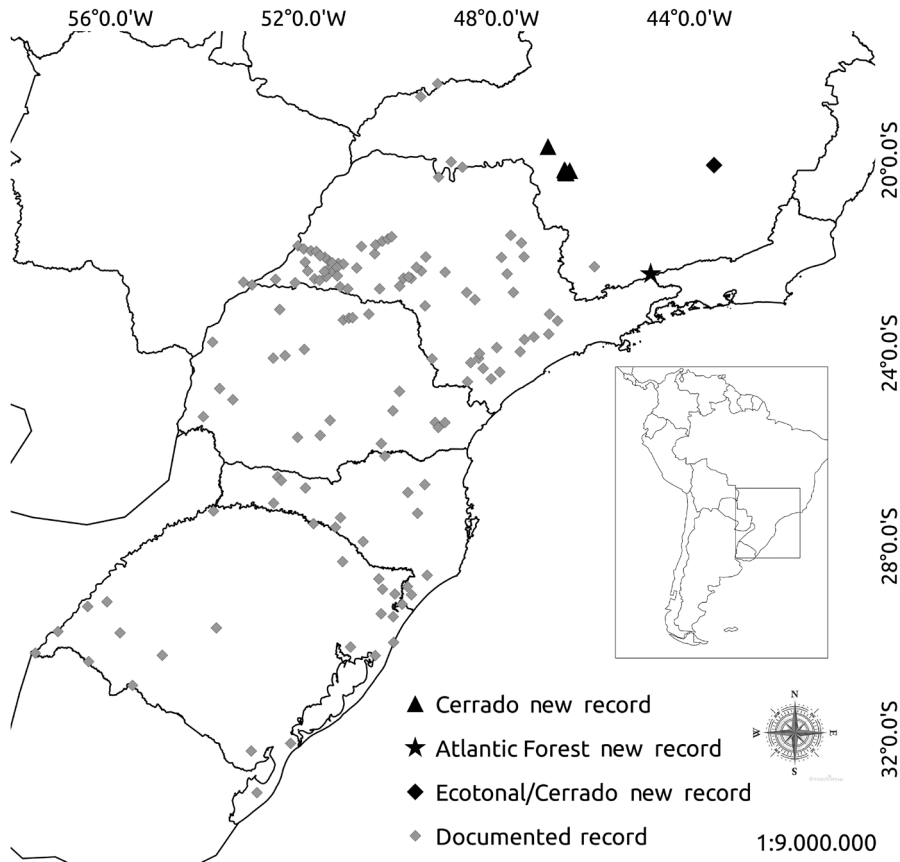 56°0.0'W 52°0.0'W 48°0.0'W 44°0.0'W
20°0.0'S
24°0.0'S
28°0.0'S
32°0.0'S
Cerrado new record
Atlantic Forest new record
Ecotonal/Cerrado new record
Documented record
N
W
E
S
1:9.000.000